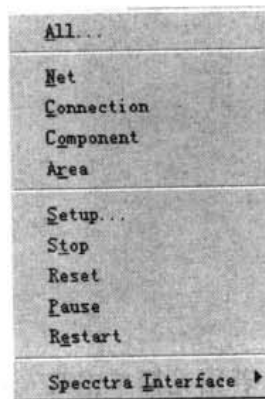 All...
Net
Connection
Component
Area
Setup...
Stop
Reset
Pause
Restart
Specctra Interface